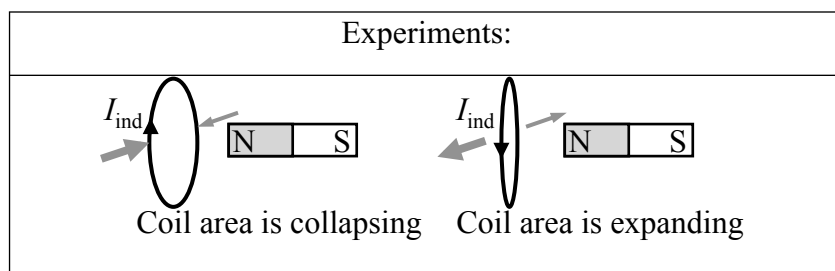 Experiments:
I_ind N S I_ind N S
Coil area is collapsing Coil area is expanding